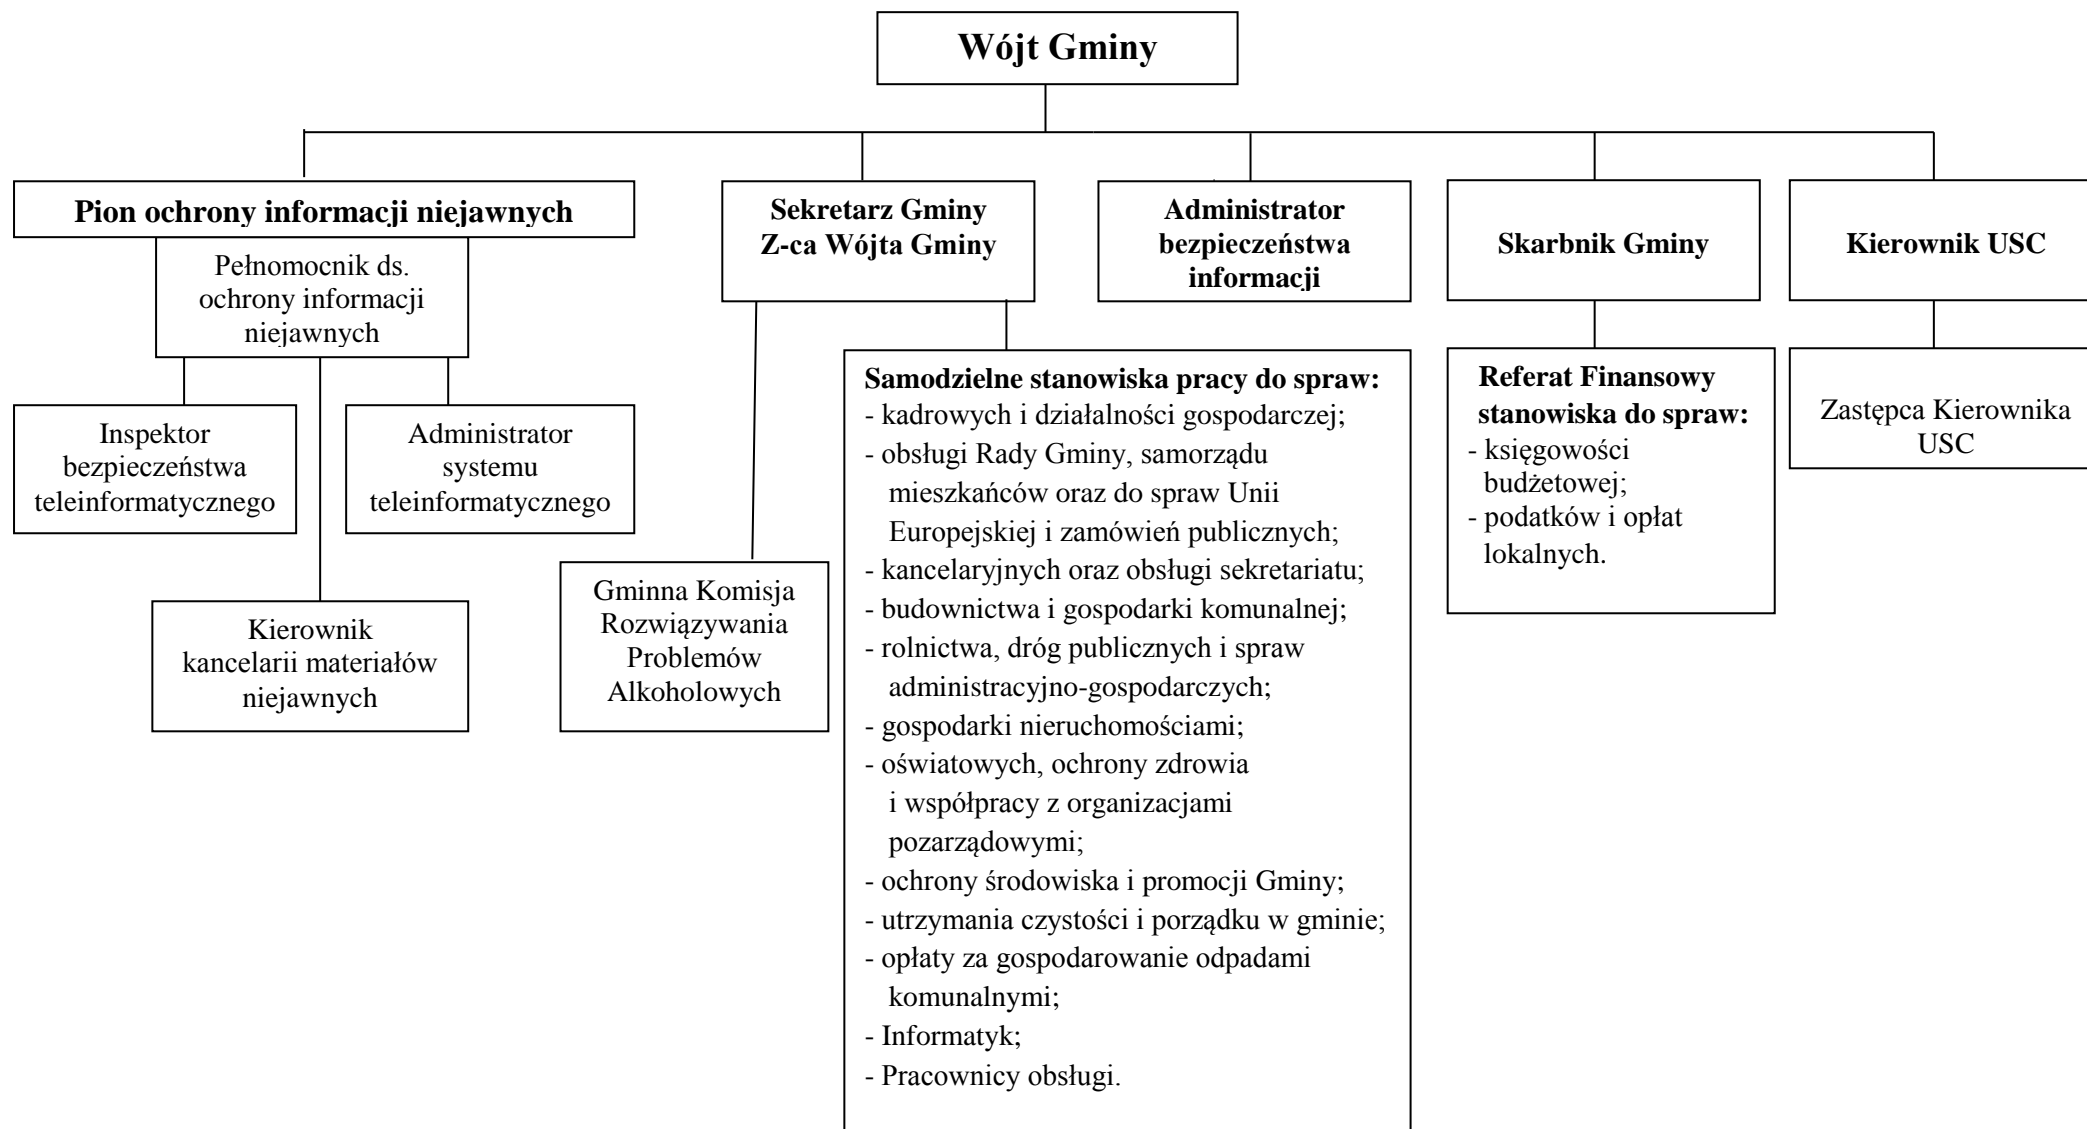 Wójt Gminy
Pion ochrony informacji niejawnych
Pełnomocnik ds.
ochrony informacji
niejawnych
Inspektor
bezpieczeństwa
teleinformatycznego
Administrator
systemu
teleinformatycznego
Kierownik
kancelarii materiałów
niejawnych
Sekretarz Gminy
Z-ca Wójta Gminy
Gminna Komisja
Rozwiązywania
Problemów
Alkoholowych
Samodzielne stanowiska pracy do spraw:
- kadrowych i działalności gospodarczej;
- obsługi Rady Gminy, samorządu
mieszkańców oraz do spraw Unii
Europejskiej i zamówień publicznych;
- kancelaryjnych oraz obsługi sekretariatu;
- budownictwa i gospodarki komunalnej;
- rolnictwa, dróg publicznych i spraw
administracyjno-gospodarczych;
- gospodarki nieruchomościami;
- oświatowych, ochrony zdrowia
i współpracy z organizacjami
pozarządowymi;
- ochrony środowiska i promocji Gminy;
- utrzymania czystości i porządku w gminie;
- opłaty za gospodarowanie odpadami
komunalnymi;
- Informatyk;
- Pracownicy obsługi.
Administrator
bezpieczeństwa
informacji
Skarbnik Gminy
Referat Finansowy
stanowiska do spraw:
- księgowości
budżetowej;
- podatków i opłat
lokalnych.
Kierownik USC
Zastępca Kierownika
USC